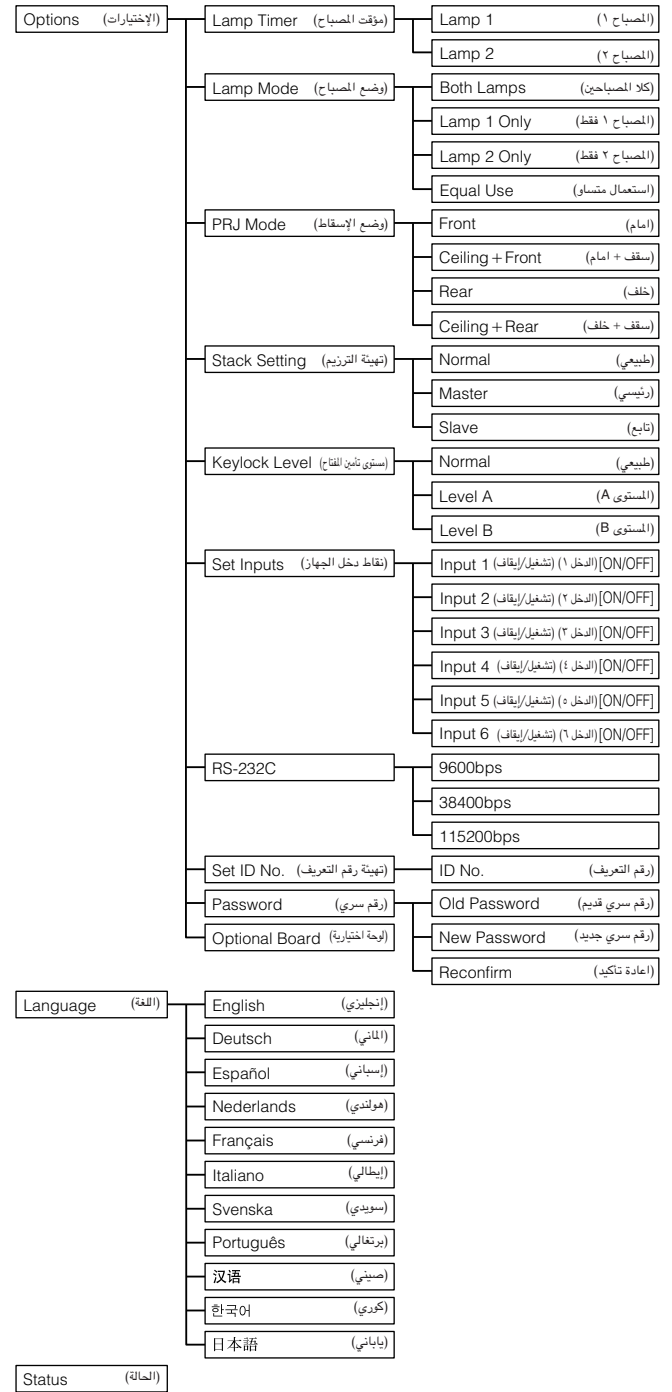 Options (الإختيارات)
Lamp Timer (مؤقت المصباح)
Lamp 1 (المصباح ١)
Lamp 2 (المصباح ٢)
Lamp Mode (وضع المصباح)
Both Lamps (كلا المصباحين)
Lamp 1 Only (المصباح ١ فقط)
Lamp 2 Only (المصباح ٢ فقط)
Equal Use (استعمال متساو)
PRJ Mode (وضع الإسقاط)
Front (امام)
Ceiling+Front (سقف + امام)
Rear (خلف)
Ceiling+Rear (سقف + خلف)
Stack Setting (تهيئة الترزيم)
Normal (طبيعي)
Master (رئيسي)
Slave (تابع)
Keylock Level (مستوى تأمين المفتاح)
Normal (طبيعي)
Level A (المستوى A)
Level B (المستوى B)
Set Inputs (نقاط دخل الجهاز)
Input 1 (الدخل ١) (تشغيل/إيقاف)[ON/OFF]
Input 2 (الدخل ٢) (تشغيل/إيقاف)[ON/OFF]
Input 3 (الدخل ٣) (تشغيل/إيقاف)[ON/OFF]
Input 4 (الدخل ٤) (تشغيل/إيقاف)[ON/OFF]
Input 5 (الدخل ٥) (تشغيل/إيقاف)[ON/OFF]
Input 6 (الدخل ٦) (تشغيل/إيقاف)[ON/OFF]
RS-232C
9600bps
38400bps
115200bps
Set ID No. (تهيئة رقم التعريف)
ID No. (رقم التعريف)
Password (رقم سري)
Old Password (رقم سري قديم)
New Password (رقم سري جديد)
Reconfirm (اعادة تاكيد)
Optional Board (لوحة اختيارية)
Language (اللغة)
English (إنجليزي)
Deutsch (الماني)
Español (إسباني)
Nederlands (هولندي)
Français (فرنسي)
Italiano (إيطالي)
Svenska (سويدي)
Português (برتغالي)
汉语 (صيني)
한국어 (كوري)
日本語 (ياباني)
Status (الحالة)